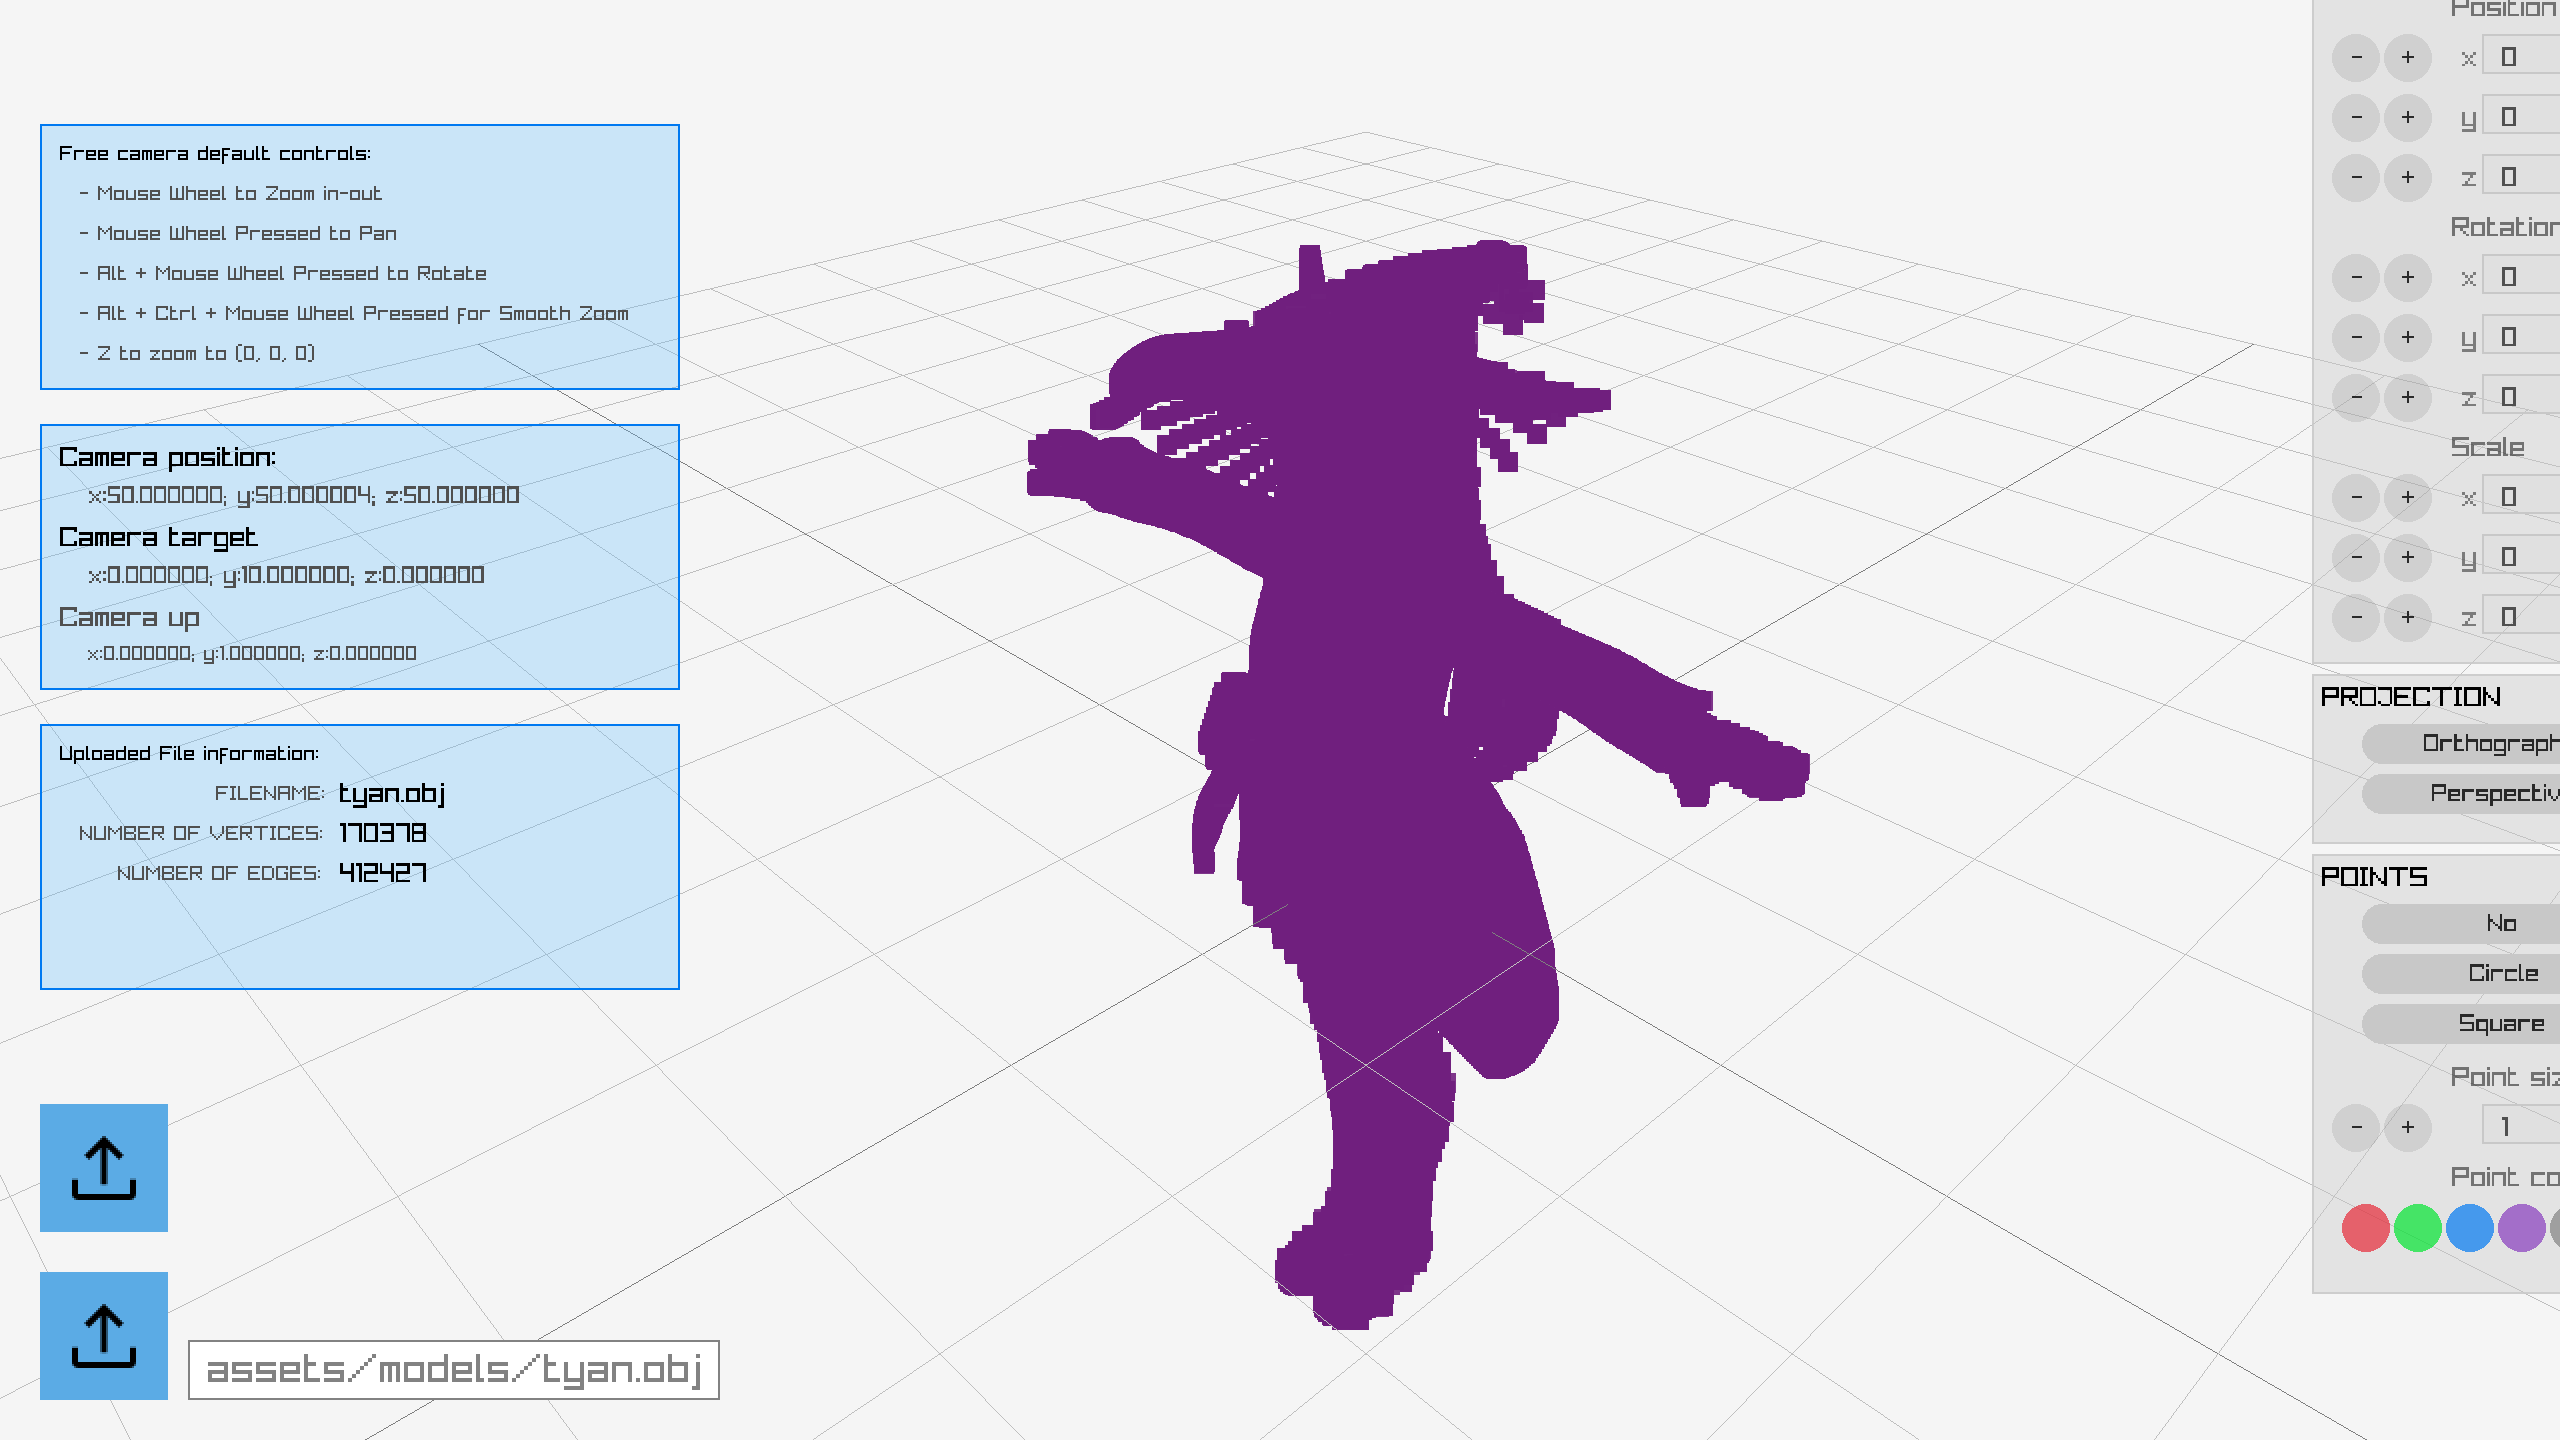 Free camera default controls:
- Mouse Wheel to Zoom in-out
- Mouse Wheel Pressed to Pan
- Alt + Mouse Wheel Pressed to Rotate
- Alt + Ctrl + Mouse Wheel Pressed for Smooth Zoom
- Z to zoom to (0, 0, 0)
Camera position:
x:50.000000; y:50.000004; z:50.000000
Camera target
x:0.000000; y:10.000000; z:0.000000
Camera up
x:0.000000; y:1.000000; z:0.000000
Uploaded File information:
FILENAME: tyan.obj
NUMBER OF VERTICES: 170378
NUMBER OF EDGES: 412427
assets/models/tyan.obj
Position
- + x 0
- + y 0
- + z 0
Rotation
- + x 0
- + y 0
- + z 0
Scale
- + x 0
- + y 0
- + z 0
PROJECTION
Orthograph
Perspectiv
POINTS
No
Circle
Square
Point siz
- + 1
Point co